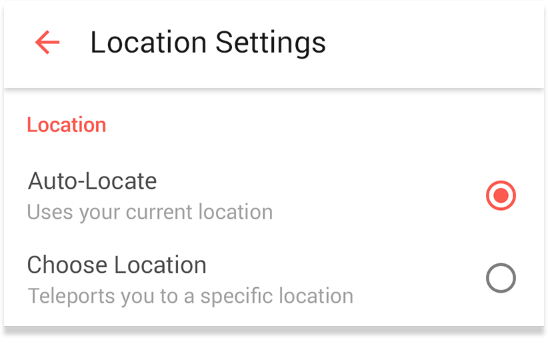 Location Settings
Location
Auto-Locate
Uses your current location
Choose Location
Teleports you to a specific location